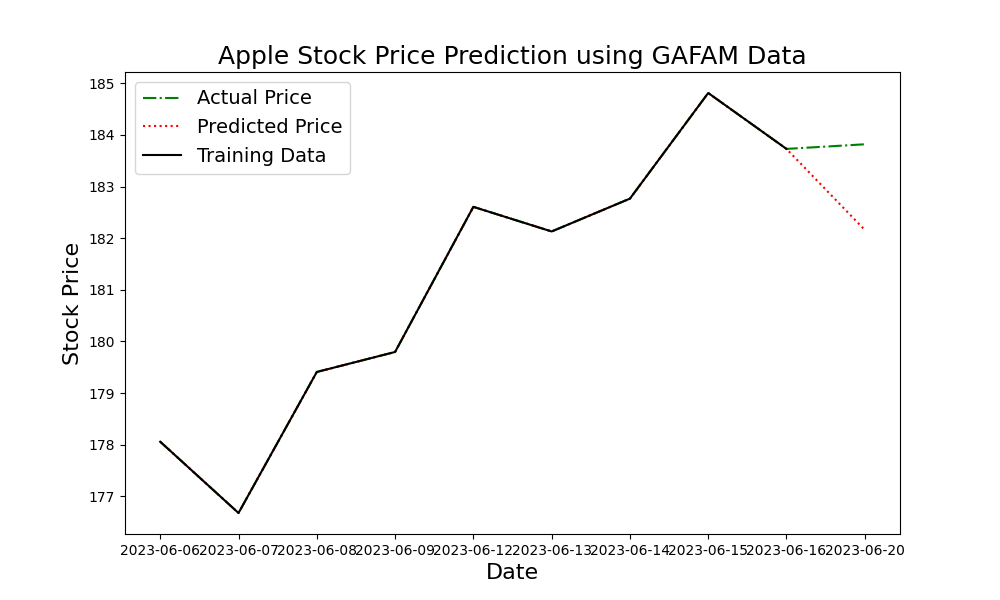 Apple Stock Price Prediction using GAFAM Data
Actual Price
Predicted Price
Training Data
185
184
183
182
181
180
179
178
177
Stock Price
2023-06-06 2023-06-07 2023-06-08 2023-06-09 2023-06-12 2023-06-13 2023-06-14 2023-06-15 2023-06-16 2023-06-20
Date